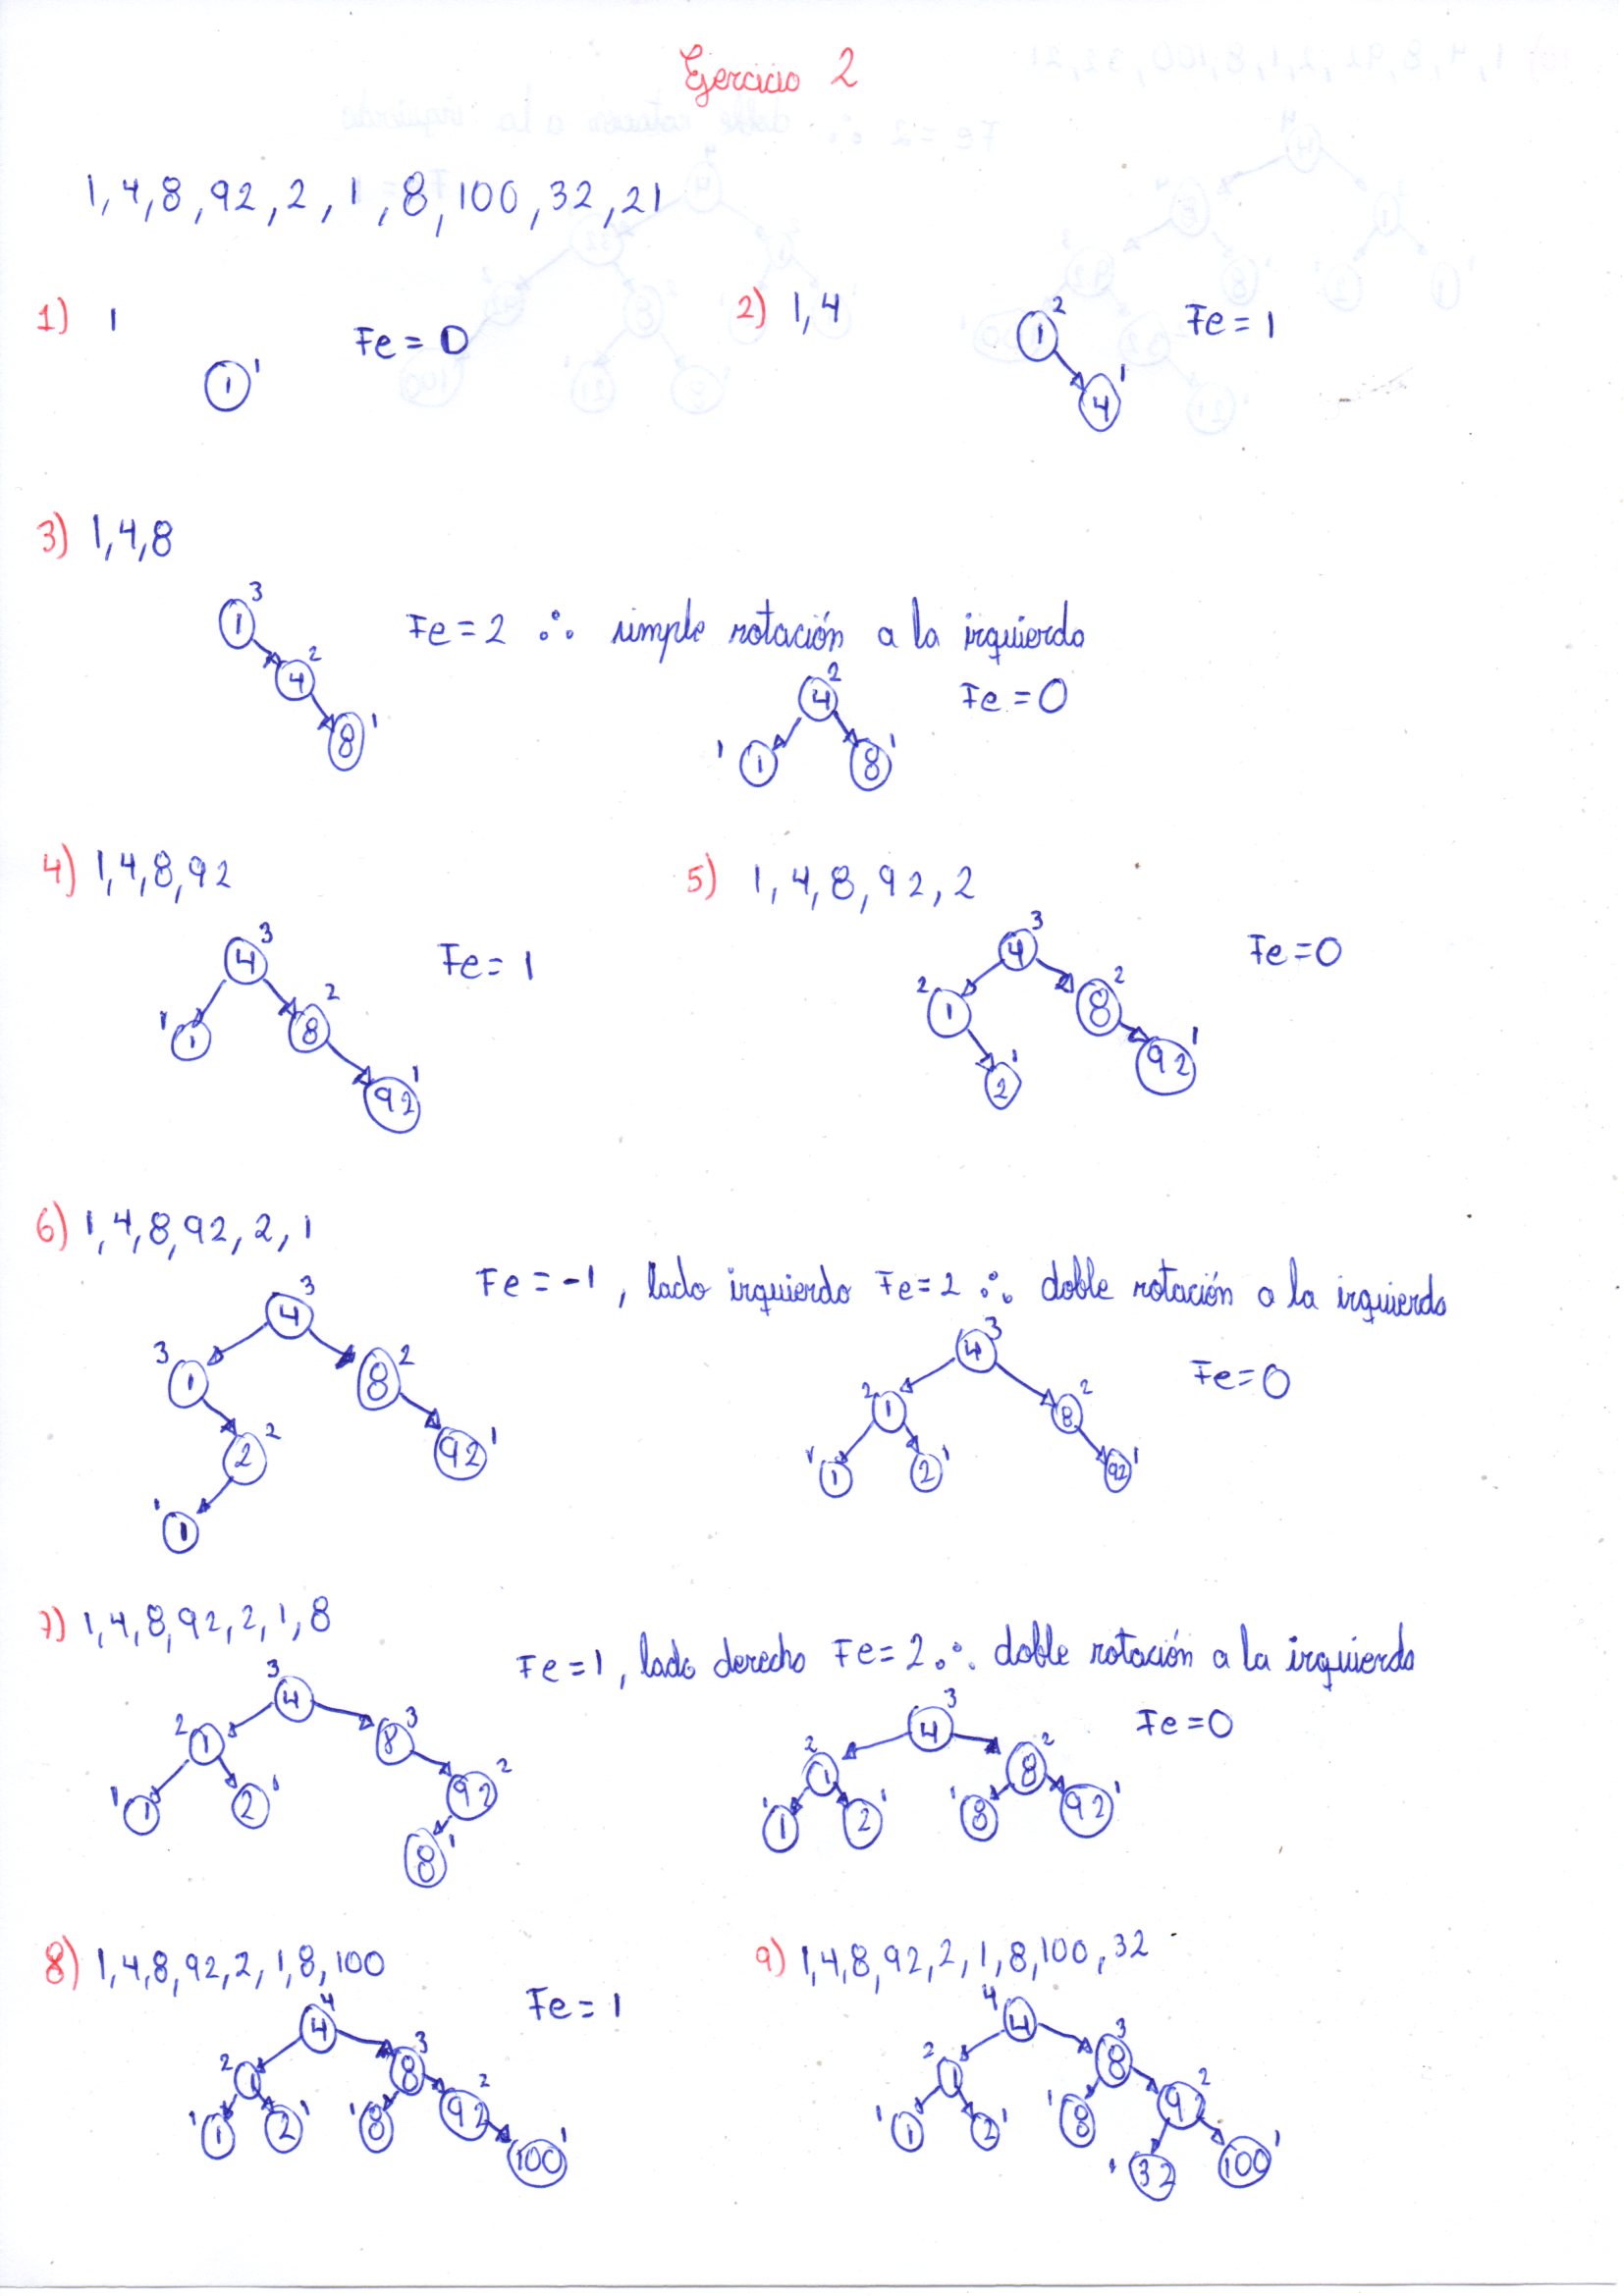 Ejercicio 2
1,4,8,92,2,1,8,100,32,21
1) 1
Fe = 0
1 1
2) 1,4
Fe = 1
1 2
4 1
3) 1,4,8
Fe = 2 ∴ simple rotación a la izquierda
1 3
4 2
8 1
Fe = 0
4 2
1 1 8 1
4) 1,4,8,92
Fe = 1
4 3
1 1 8 2
92 1
5) 1,4,8,92,2
Fe = 0
4 3
2 1 8 2
2 1 92 1
6) 1,4,8,92,2,1
Fe = -1, lado izquierdo Fe = 2 ∴ doble rotación a la izquierda
4 3
3 1 8 2
2 2 92 1
1 1
Fe = 0
4 3
2 1 8 2
1 1 2 1 92 1
7) 1,4,8,92,2,1,8
Fe = 1, lado derecho Fe = 2 ∴ doble rotación a la izquierda
3 4
2 1 8 3
1 1 2 1 92 2
8 1
Fe = 0
4 3
2 1 8 2
1 1 2 1 1 8 92 1
8) 1,4,8,92,2,1,8,100
Fe = 1
4 4
2 1 8 3
1 1 2 1 1 8 92 2
100 1
9) 1,4,8,92,2,1,8,100,32
4 4
2 1 8 3
1 1 2 1 1 8 92 2
1 32 100 1